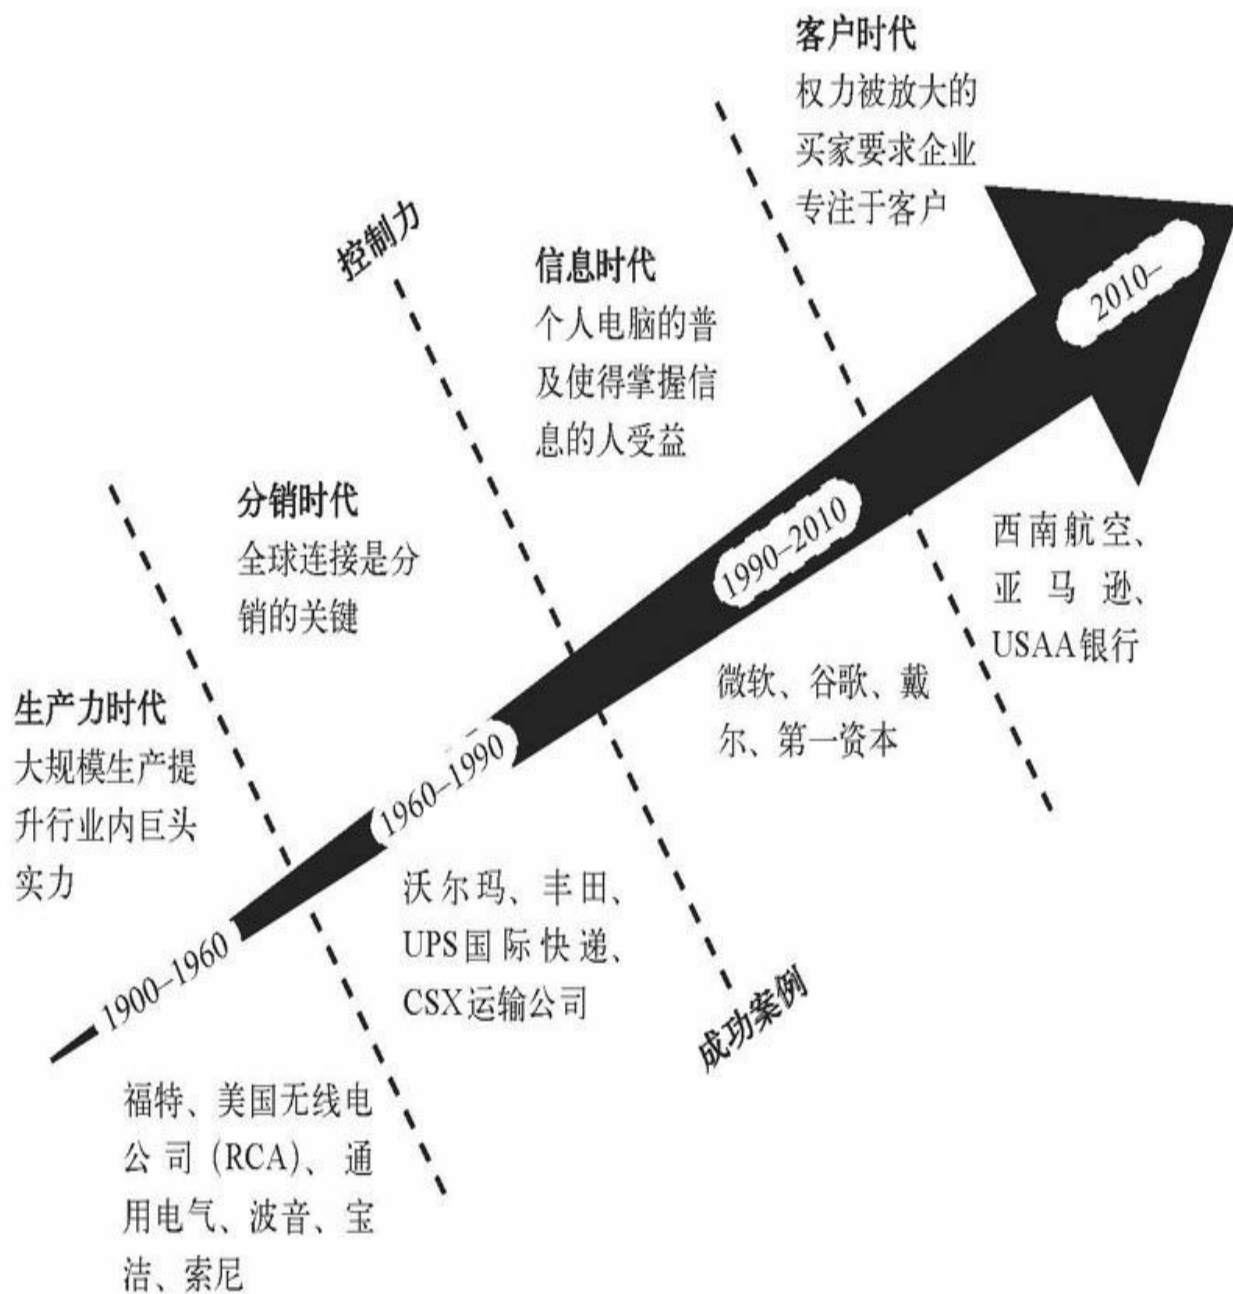 客户时代
权力被放大的
买家要求企业
专注于客户
控制力
信息时代
个人电脑的普
及使得掌握信
息的人受益
2010–
分销时代
全球连接是分
销的关键
1990–2010
西南航空、
亚马逊、
USAA银行
生产力时代
大规模生产提
升行业内巨头
实力
微软、谷歌、戴
尔、第一资本
1960–1990
沃尔玛、丰田、
UPS国际快递、
CSX运输公司
1900–1960
成功案例
福特、美国无线电
公司(RCA)、通
用电气、波音、宝
洁、索尼